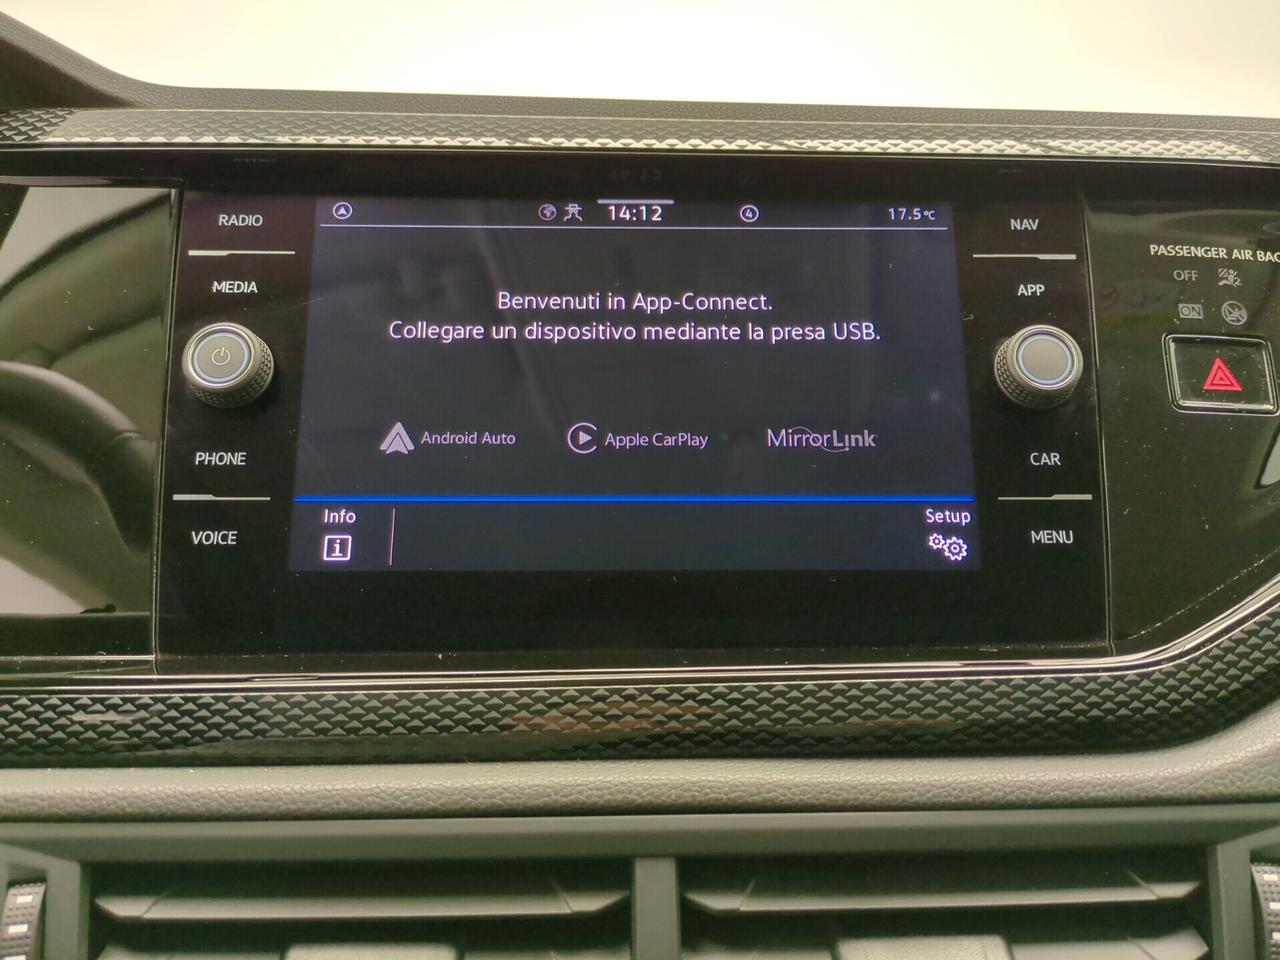 RADIO
MEDIA
PHONE
VOICE
14:12
4
17.5°C
Benvenuti in App-Connect.
Collegare un dispositivo mediante la presa USB.
Android Auto
Apple CarPlay
MirrorLink
Info
i
Setup
NAV
APP
CAR
MENU
PASSENGER AIR BAG
OFF
ON